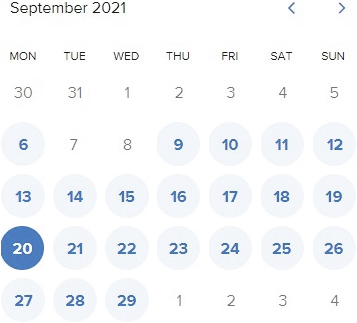 September 2021
MON TUE WED THU FRI SAT SUN
30 31 1 2 3 4 5
6 7 8 9 10 11 12
13 14 15 16 17 18 19
20 21 22 23 24 25 26
27 28 29 1 2 3 4